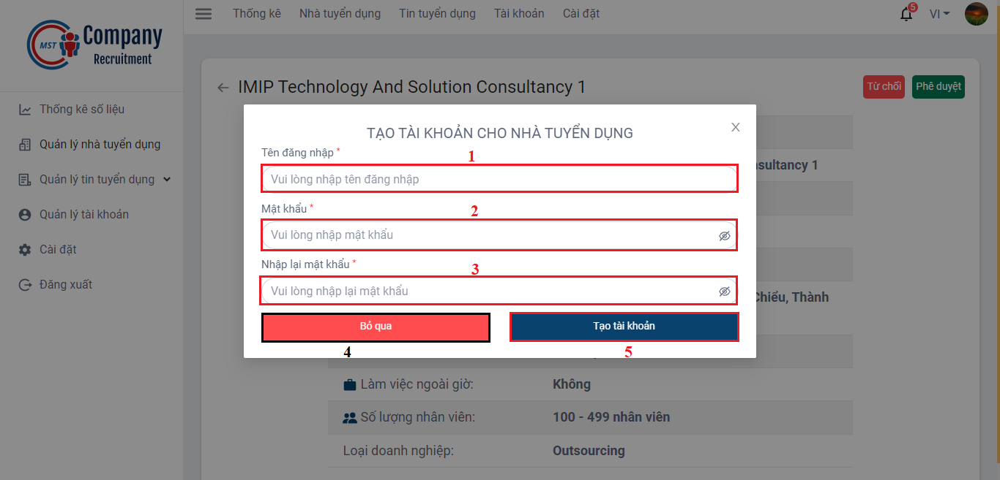 MST Company
Recruitment
Thống kê Nhà tuyển dụng Tin tuyển dụng Tài khoản Cài đặt 5 VI
Thống kê số liệu
Quản lý nhà tuyển dụng
Quản lý tin tuyển dụng
Quản lý tài khoản
Cài đặt
Đăng xuất
IMIP Technology And Solution Consultancy 1 Từ chối Phê duyệt
TẠO TÀI KHOẢN CHO NHÀ TUYỂN DỤNG X
Tên đăng nhập * 1
Vui lòng nhập tên đăng nhập
Mật khẩu * 2
Vui lòng nhập mật khẩu
Nhập lại mật khẩu * 3
Vui lòng nhập lại mật khẩu
Bỏ qua Tạo tài khoản
4 5
nsultancy 1
Chiểu, Thành
Làm việc ngoài giờ: Không
Số lượng nhân viên: 100 - 499 nhân viên
Loại doanh nghiệp: Outsourcing